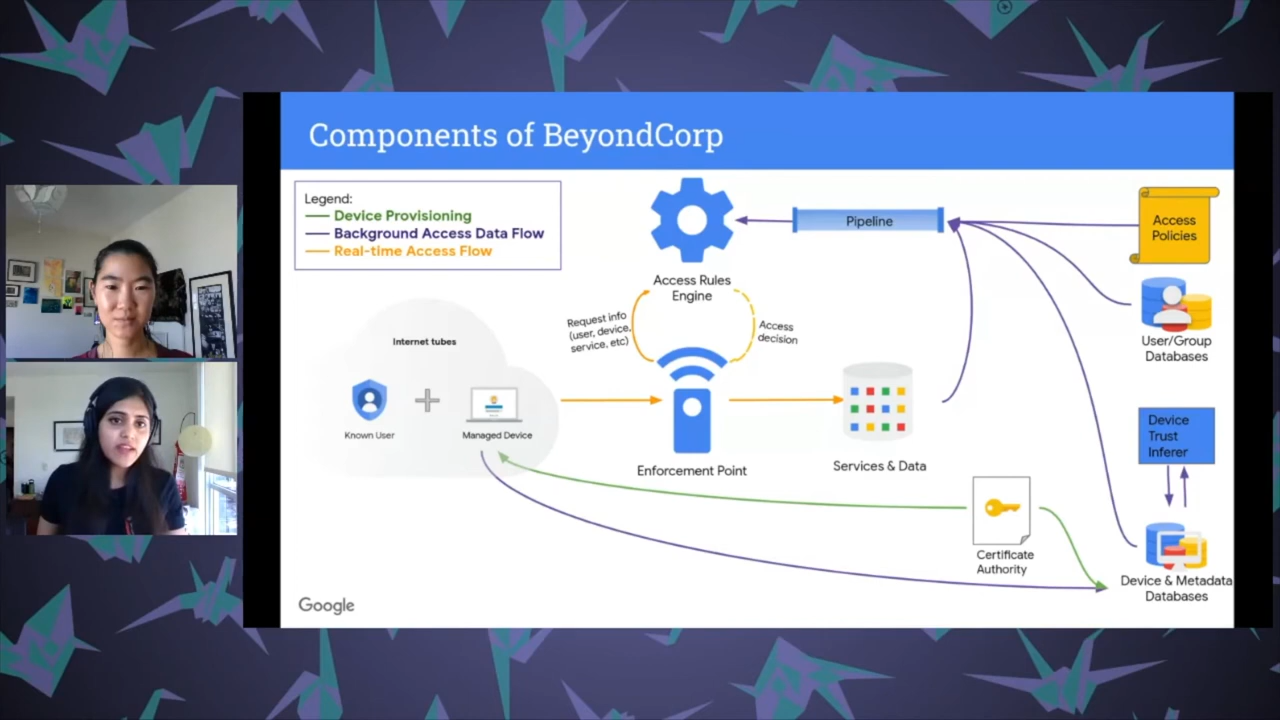 Components of BeyondCorp
Legend:
Device Provisioning
Background Access Data Flow
Real-time Access Flow
Pipeline
Access
Policies
Access Rules
Engine
Request info
(user, device,
service, etc)
Access
decision
Internet tubes
Known User
Managed Device
Enforcement Point
Services & Data
User/Group
Databases
Device
Trust
Inferer
Certificate
Authority
Device & Metadata
Databases
Google